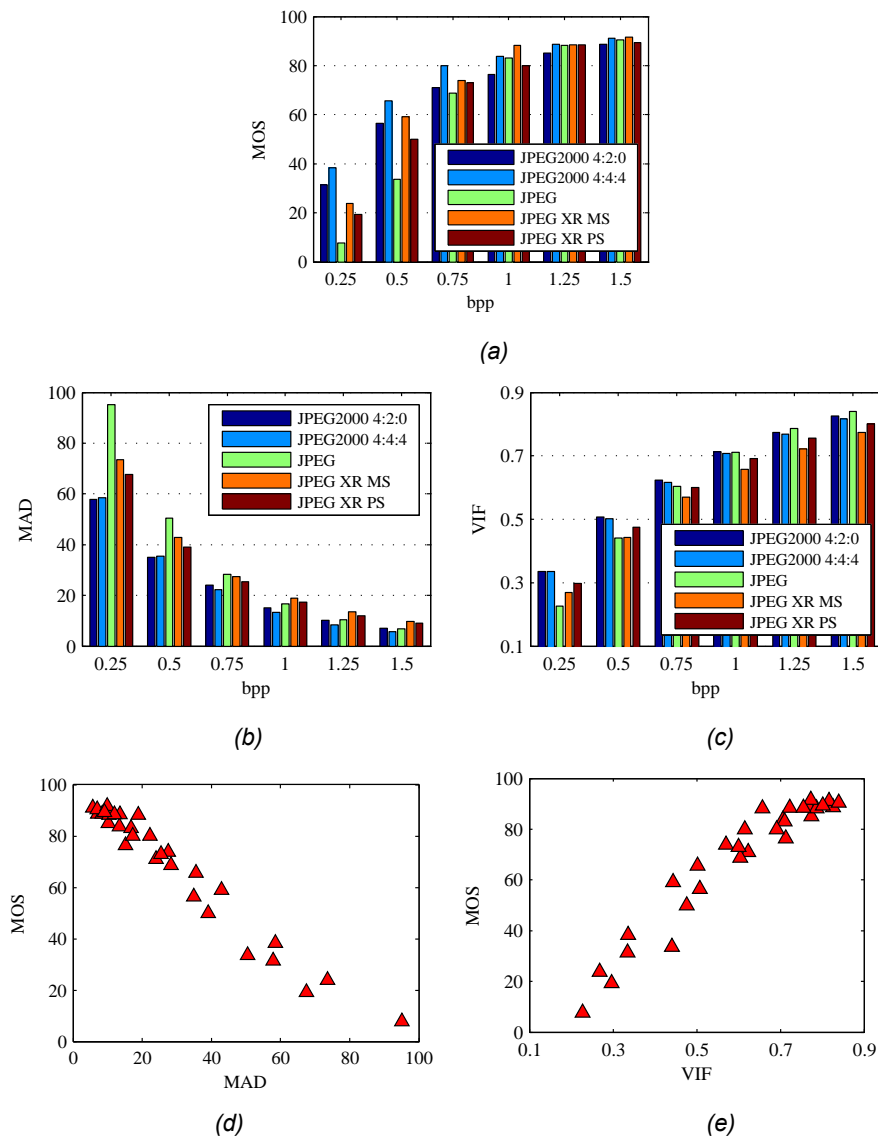 100
80
60
40
20
0
MOS
JPEG2000 4:2:0
JPEG2000 4:4:4
JPEG
JPEG XR MS
JPEG XR PS
0.25 0.5 0.75 1 1.25 1.5
bpp
(a)
100
80
60
40
20
0
MAD
JPEG2000 4:2:0
JPEG2000 4:4:4
JPEG
JPEG XR MS
JPEG XR PS
0.25 0.5 0.75 1 1.25 1.5
bpp
(b)
0.9
0.7
0.5
0.3
0.1
VIF
JPEG2000 4:2:0
JPEG2000 4:4:4
JPEG
JPEG XR MS
JPEG XR PS
0.25 0.5 0.75 1 1.25 1.5
bpp
(c)
100
80
60
40
20
0
MOS
0 20 40 60 80 100
MAD
(d)
100
80
60
40
20
0
MOS
0.1 0.3 0.5 0.7 0.9
VIF
(e)